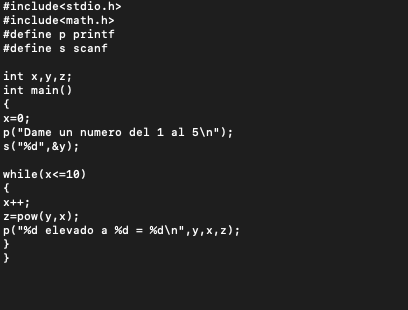 #include<stdio.h>
#include<math.h>
#define p printf
#define s scanf
int x,y,z;
int main()
{
x=0;
p("Dame un numero del 1 al 5\n");
s("%d",&y);
while(x<=10)
{
x++;
z=pow(y,x);
p("%d elevado a %d = %d\n",y,x,z);
}
}